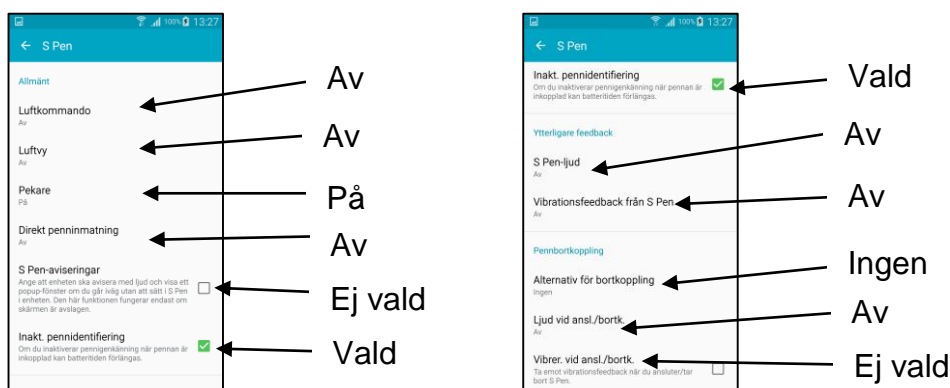 100% 13:27
S Pen
Allmänt
Luftkommando
Av
Av
Luftvy
Av
Av
Pekare
På
På
Direkt penninmatning
Av
Av
S Pen-aviseringar
Ange att enheten ska avisera med ljud och visa ett
popup-fönster om du går iväg utan att sätt i S Pen
i enheten. Den här funktionen fungerar endast om
skärmen är avslagen.
Ej vald
Inakt. pennidentifiering
Om du inaktiverar pennigenkänning när pennan är
inkopplad kan batteritiden förlängas.
Vald
100% 13:27
S Pen
Inakt. pennidentifiering
Om du inaktiverar pennigenkänning när pennan är
inkopplad kan batteritiden förlängas.
Vald
Ytterligare feedback
S Pen-ljud
Av
Av
Vibrationsfeedback från S Pen
Av
Av
Pennbortkoppling
Alternativ för bortkoppling
Ingen
Ingen
Ljud vid ansl./bortk.
Av
Av
Vibrer. vid ansl./bortk.
Ta emot vibrationsfeedback när du ansluter/tar
bort S Pen.
Ej vald